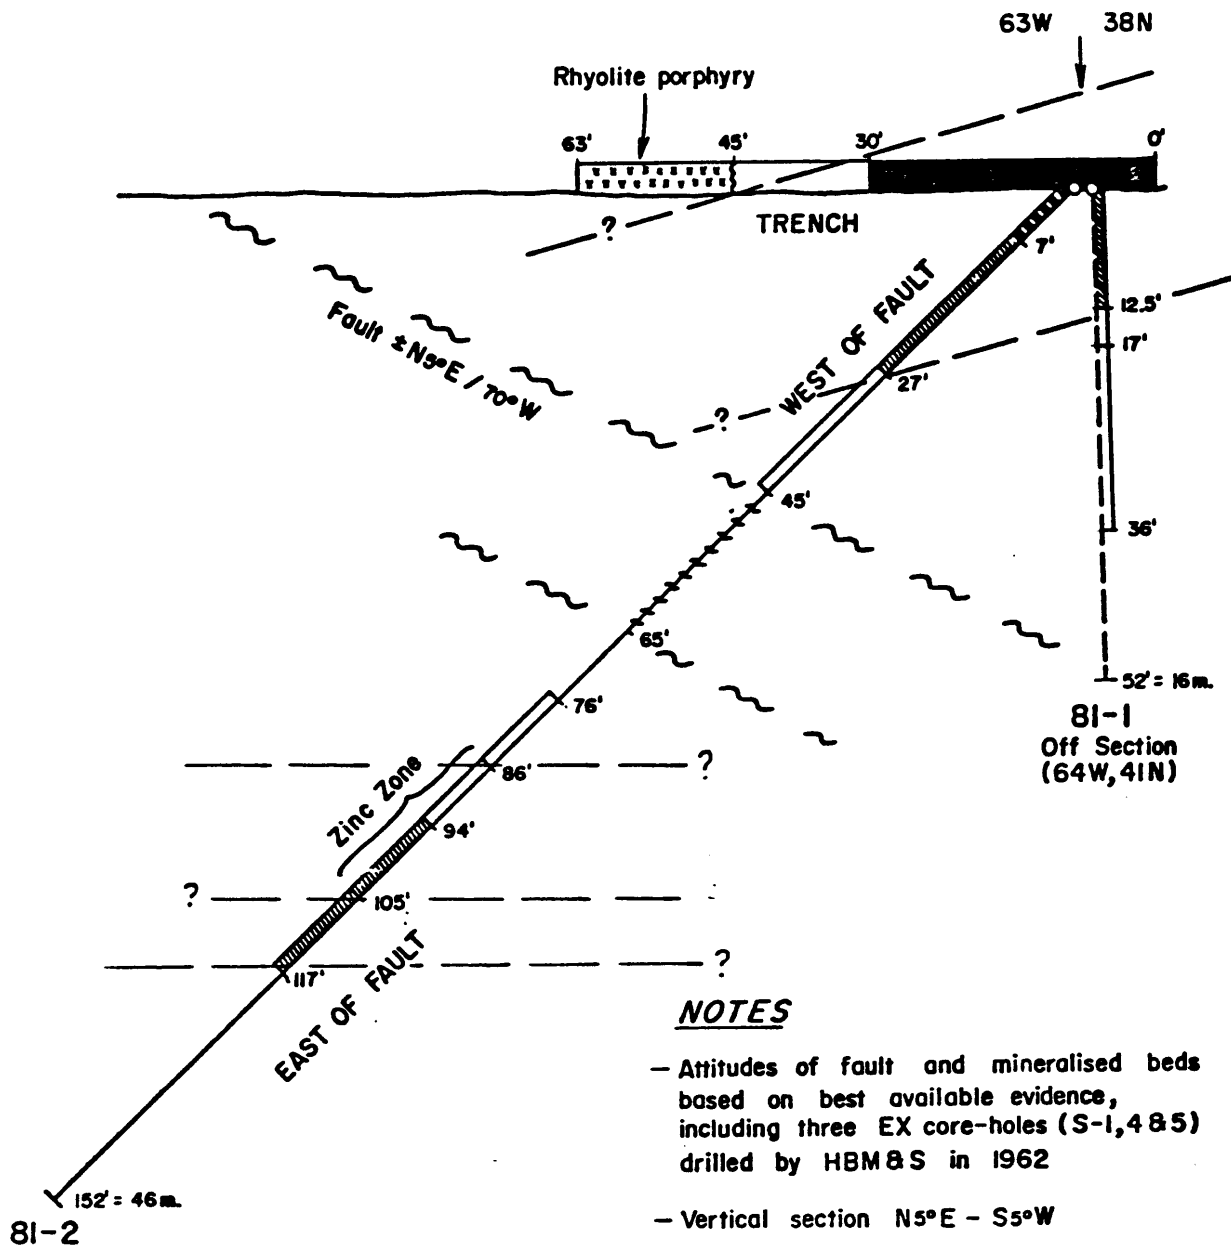 63W 38N
Rhyolite porphyry
63' 45' 30' 0'
?
TRENCH
7'
WEST OF FAULT
12.5'
17'
Fault ±N5°E / 70°W
27'
?
45'
36'
65'
52' = 16m.
76'
81-1
Off Section
(64W, 41N)
Zinc Zone
86'
?
94'
?
105'
117'
?
EAST OF FAULT
NOTES
— Attitudes of fault and mineralised beds
based on best available evidence,
including three EX core-holes (S-1, 4 & 5)
drilled by HBM&S in 1962
152' = 46m.
81-2
— Vertical section N5°E - S5°W